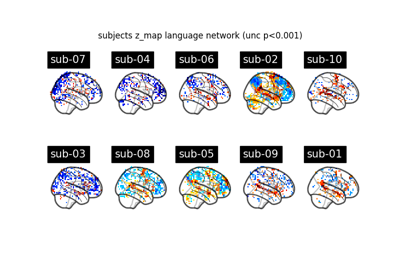 subjects z_map language network (unc p<0.001)
sub-07 sub-04 sub-06 sub-02 sub-10
sub-03 sub-08 sub-05 sub-09 sub-01